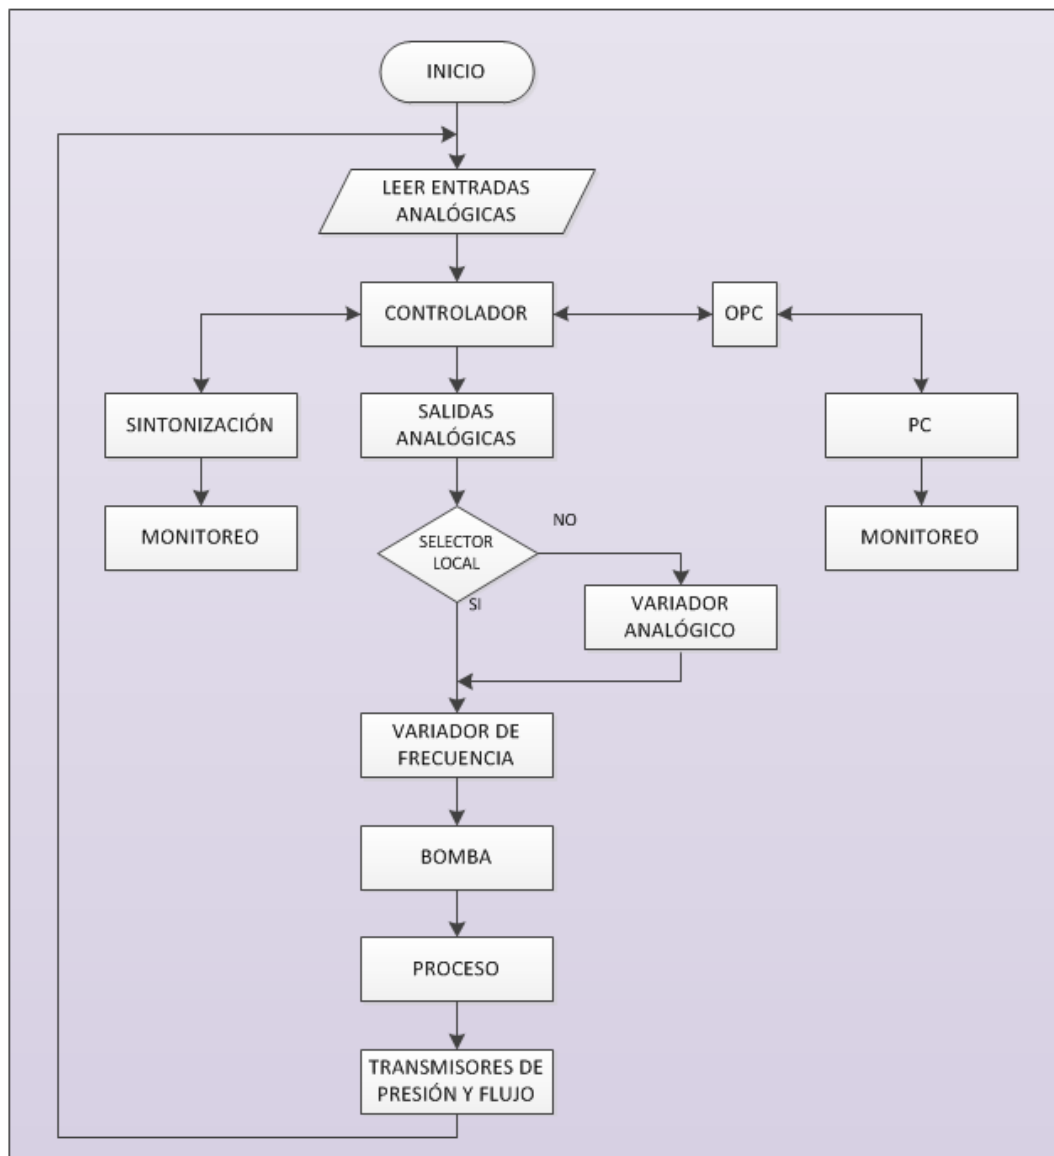 INICIO
LEER ENTRADAS
ANALÓGICAS
CONTROLADOR
OPC
SINTONIZACIÓN
SALIDAS
ANALÓGICAS
PC
MONITOREO
SELECTOR
LOCAL
NO
SI
MONITOREO
VARIADOR
ANALÓGICO
VARIADOR DE
FRECUENCIA
BOMBA
PROCESO
TRANSMISORES DE
PRESIÓN Y FLUJO